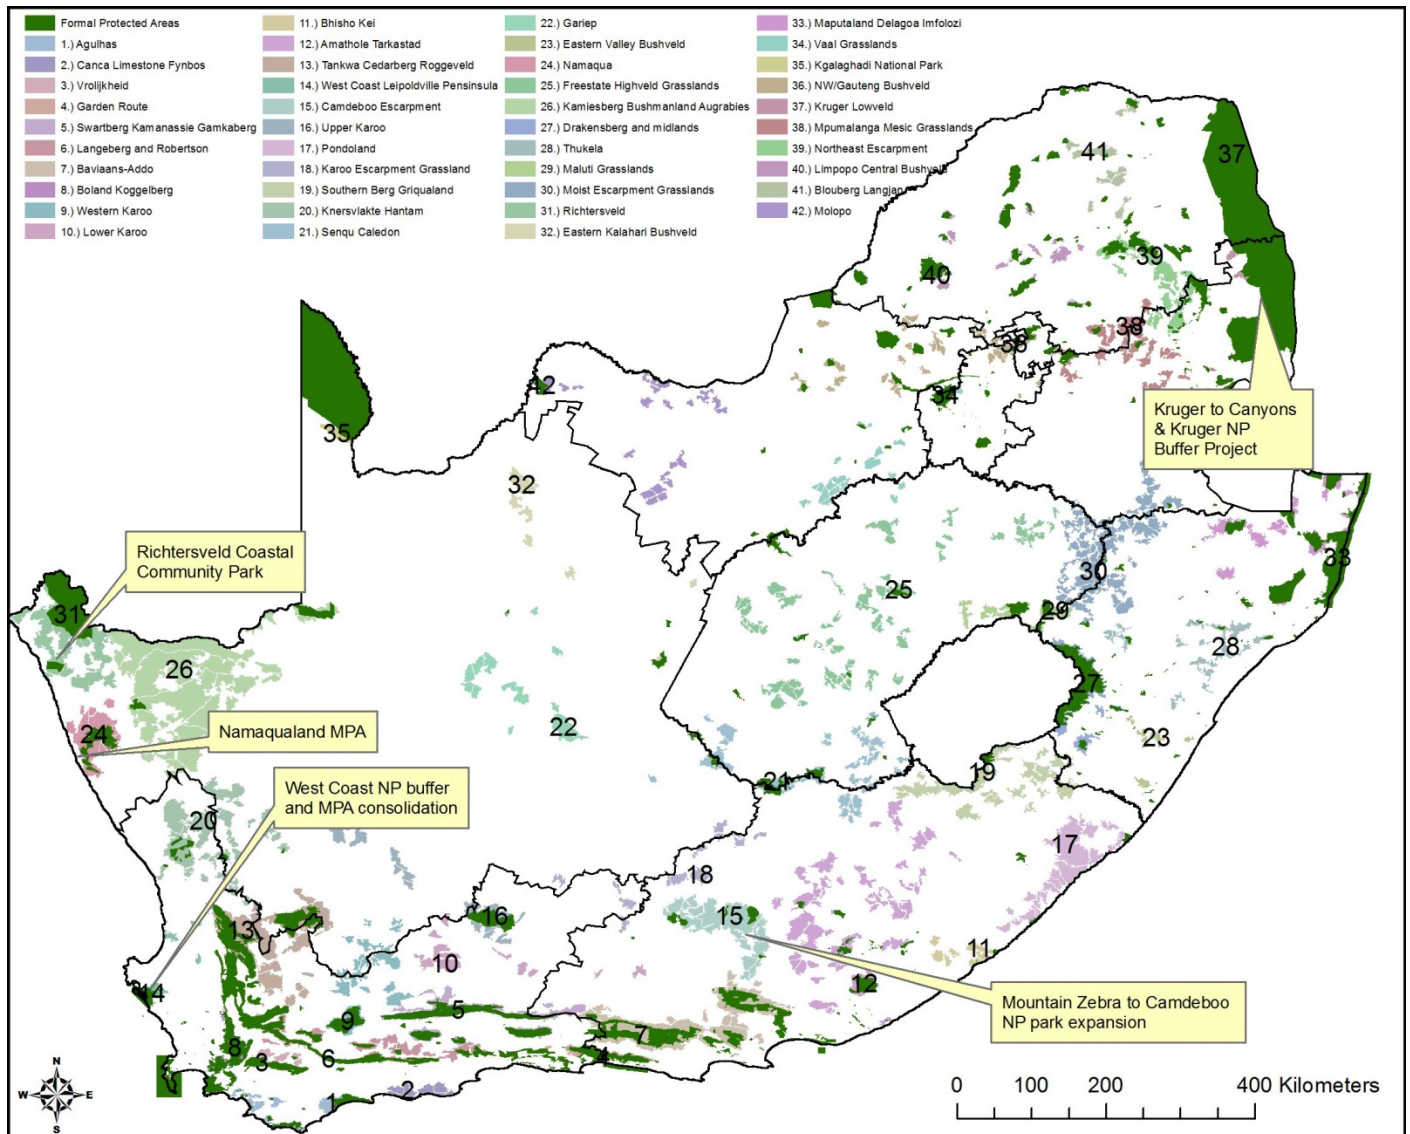 Formal Protected Areas
1.) Agulhas
2.) Canca Limestone Fynbos
3.) Vrolijkheid
4.) Garden Route
5.) Swartberg Kamanassie Gamkaberg
6.) Langeberg and Robertson
7.) Baviaans-Addo
8.) Boland Koggelberg
9.) Western Karoo
10.) Lower Karoo
11.) Bhisho Kei
12.) Amathole Tarkastad
13.) Tankwa Cedarberg Roggeveld
14.) West Coast Leipoldville Pensinsula
15.) Camdeboo Escarpment
16.) Upper Karoo
17.) Pondoland
18.) Karoo Escarpment Grassland
19.) Southern Berg Griqualand
20.) Knersvlakte Hantam
21.) Senqu Caledon
22.) Gariep
23.) Eastern Valley Bushveld
24.) Namaqua
25.) Freestate Highveld Grasslands
26.) Kamiesberg Bushmanland Augrabies
27.) Drakensberg and midlands
28.) Thukela
29.) Maluti Grasslands
30.) Moist Escarpment Grasslands
31.) Richtersveld
32.) Eastern Kalahari Bushveld
33.) Maputaland Delagoa Imfolozi
34.) Vaal Grasslands
35.) Kgalaghadi National Park
36.) NW/Gauteng Bushveld
37.) Kruger Lowveld
38.) Mpumalanga Mesic Grasslands
39.) Northeast Escarpment
40.) Limpopo Central Bushveld
41.) Blouberg Langjan
42.) Molopo
41
37
39
40
38
36
42
34
35
Kruger to Canyons
& Kruger NP
Buffer Project
32
Richtersveld Coastal
Community Park
33
30
25
29
31
28
26
27
Namaqualand MPA
24
22
23
West Coast NP buffer
and MPA consolidation
19
21
20
17
18
15
16
13
11
10
12
14
Mountain Zebra to Camdeboo
NP park expansion
5
9
7
8
4
3
6
2
1
N
W
E
S
0
100
200
400 Kilometers